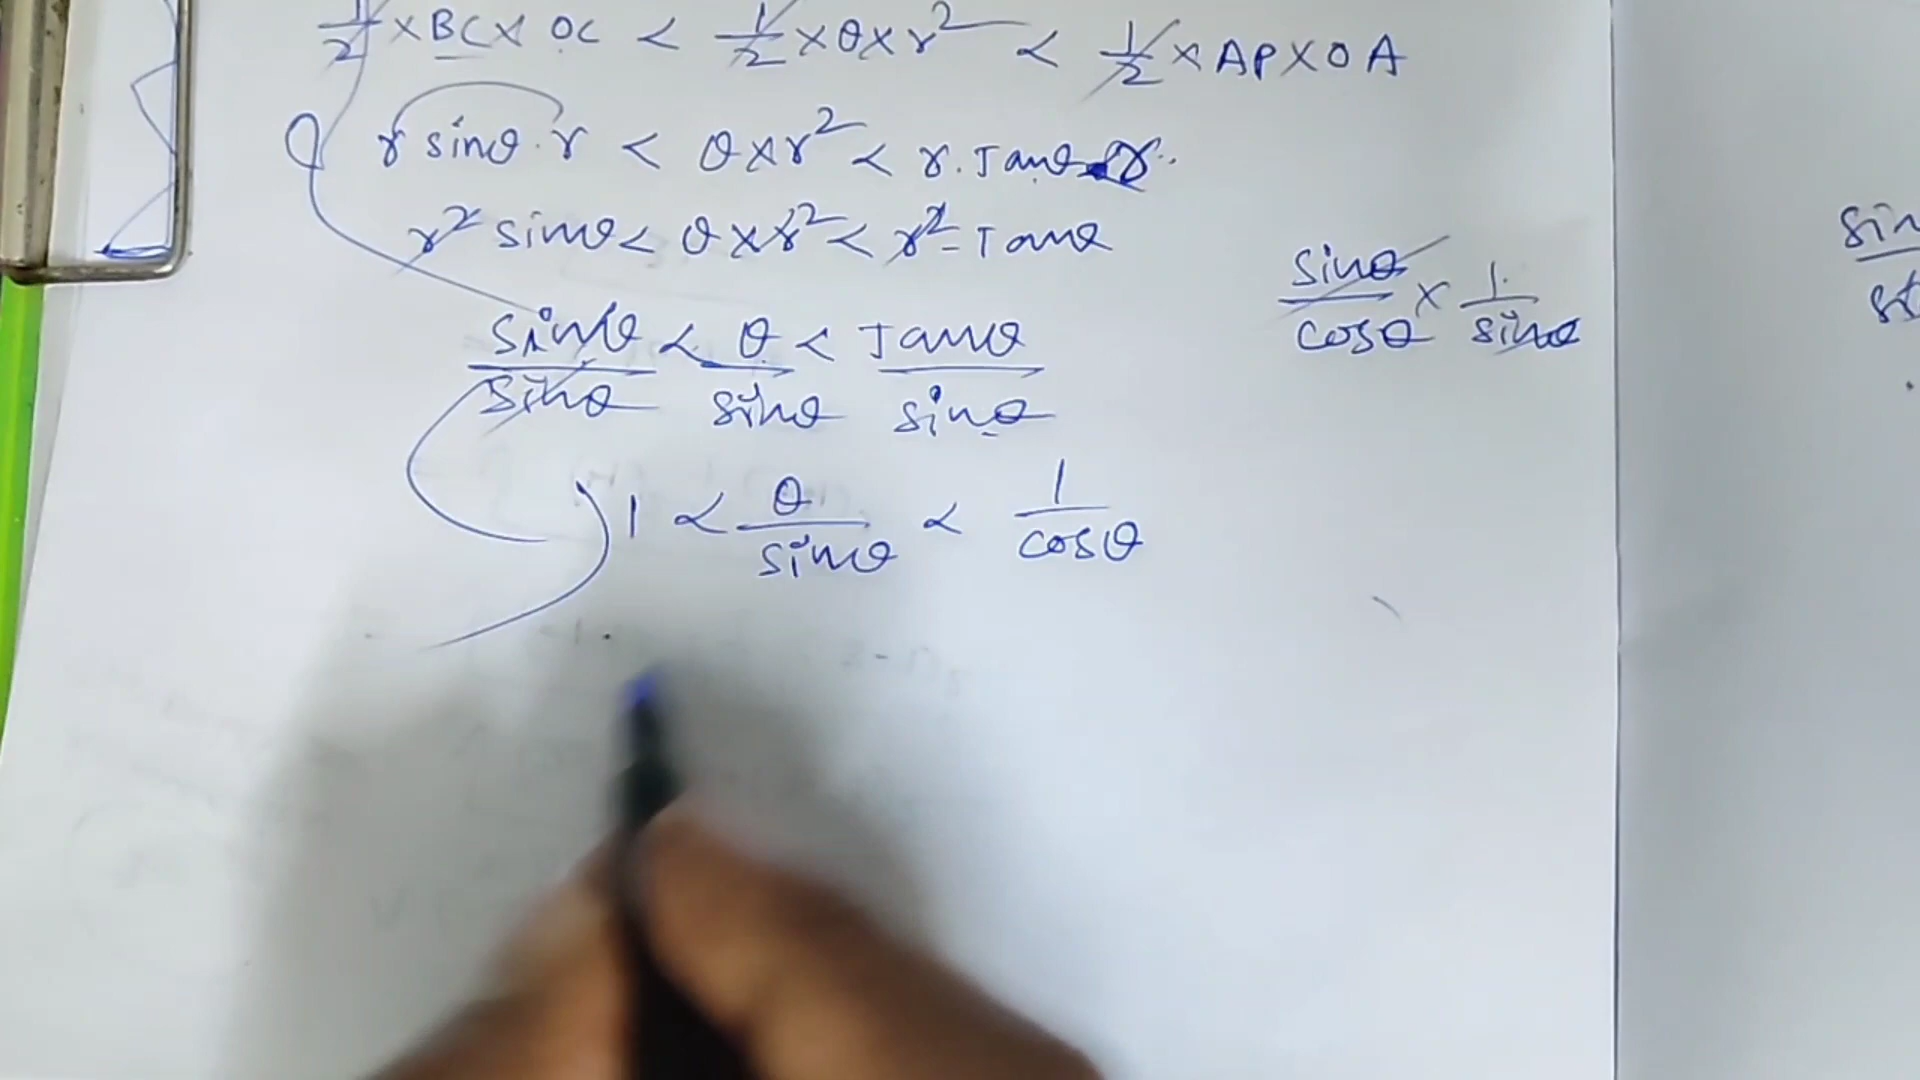 1/2 × BC × OC < 1/2 × θ × r² < 1/2 × AP × OA
r sinθ · r < θ × r² < r. Tanθ r
r² sinθ < θ × r² < r² Tanθ
sinθ/sinθ < θ/sinθ < Tanθ/sinθ
1 < θ/sinθ < 1/cosθ
sinθ/cosθ × 1/sinθ
sin